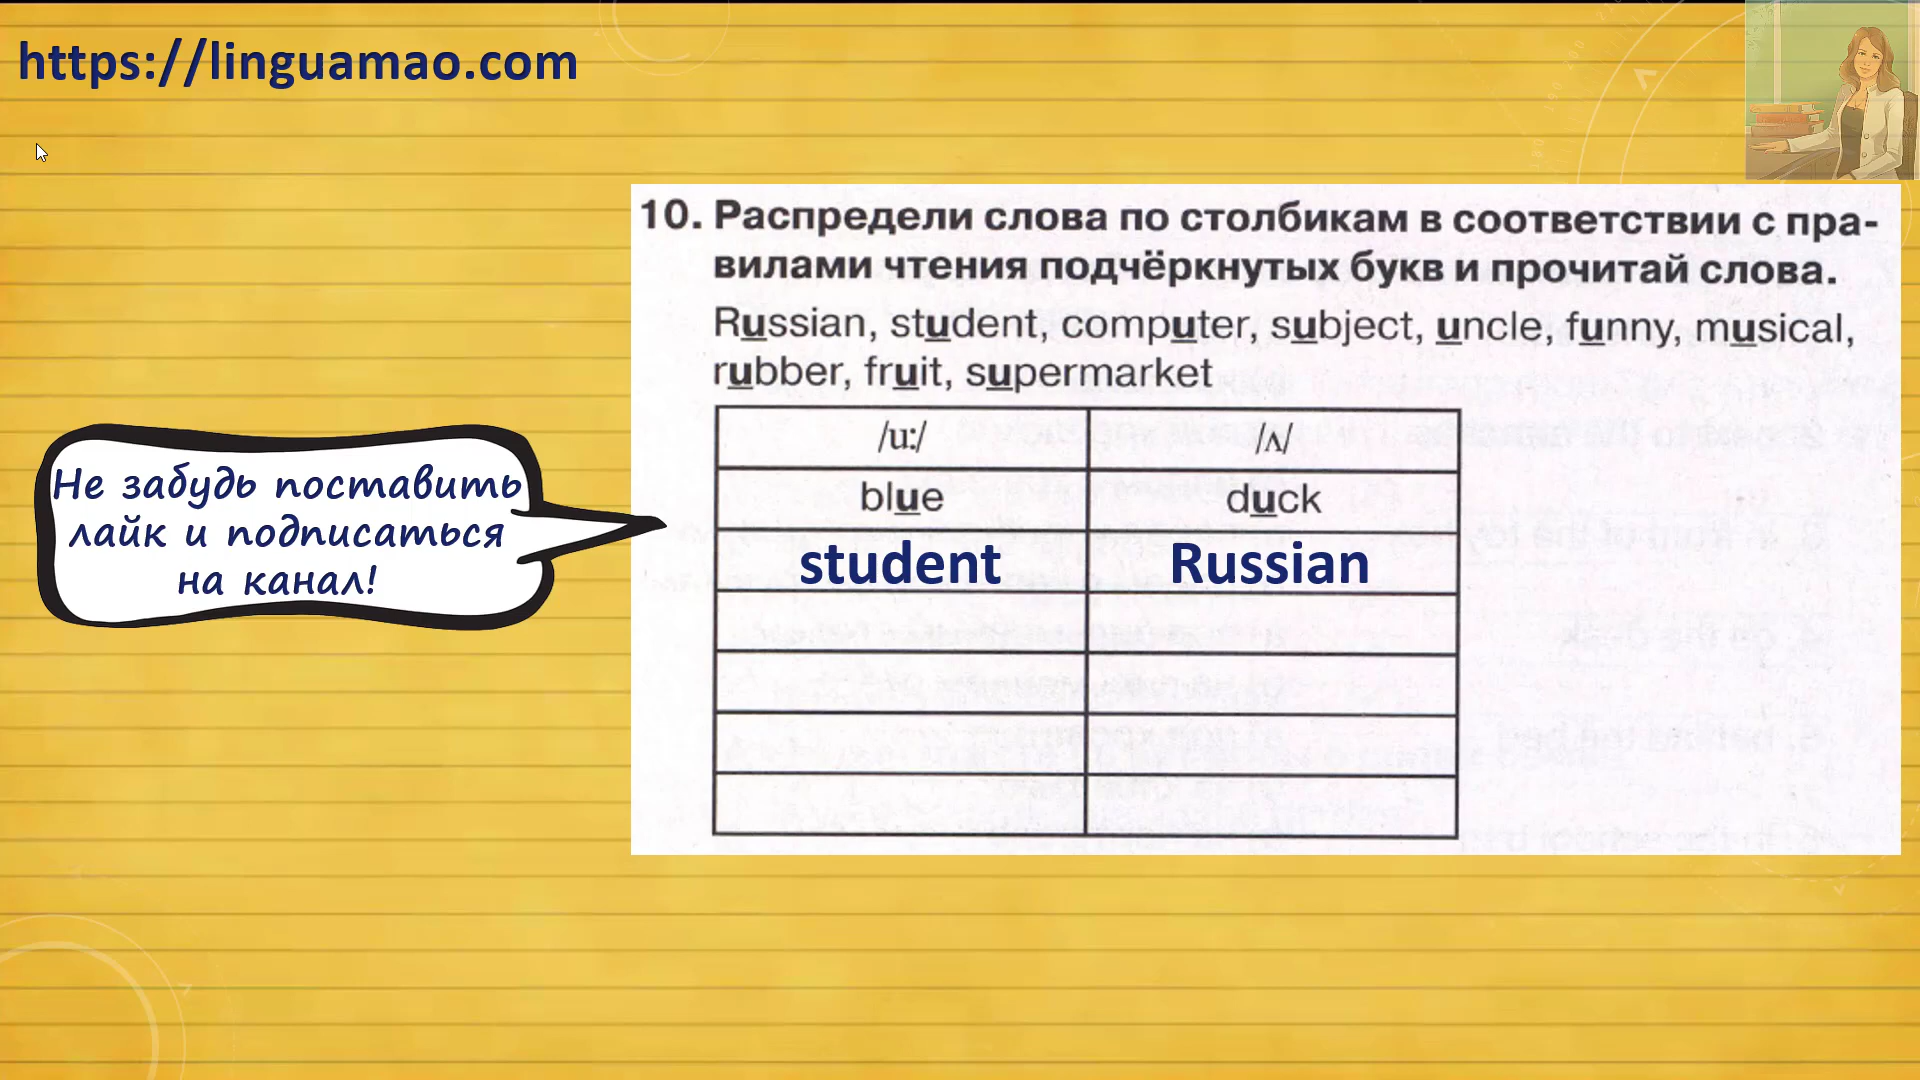 https://linguamao.com
10. Распредели слова по столбикам в соответствии с пра-
вилами чтения подчёркнутых букв и прочитай слова.
Russian, student, computer, subject, uncle, funny, musical,
rubber, fruit, supermarket
/u:/ /ʌ/
blue duck
student Russian
Не забудь поставить
лайк и подписаться
на канал!